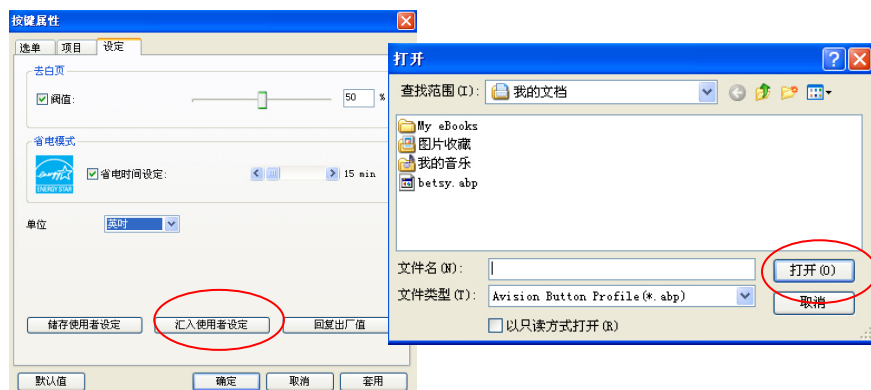 按键属性
选单 项目 设定
去白页
阀值: 50 %
省电模式
ENERGY STAR
省电时间设定: 15 min
单位 英吋
储存使用者设定 汇入使用者设定 回复出厂值
默认值 确定 取消 套用
打开
查找范围(I): 我的文档
My eBooks
图片收藏
我的音乐
betsy.abp
文件名(N):
打开(O)
文件类型(T): Avision Button Profile(*.abp)
取消
以只读方式打开(R)